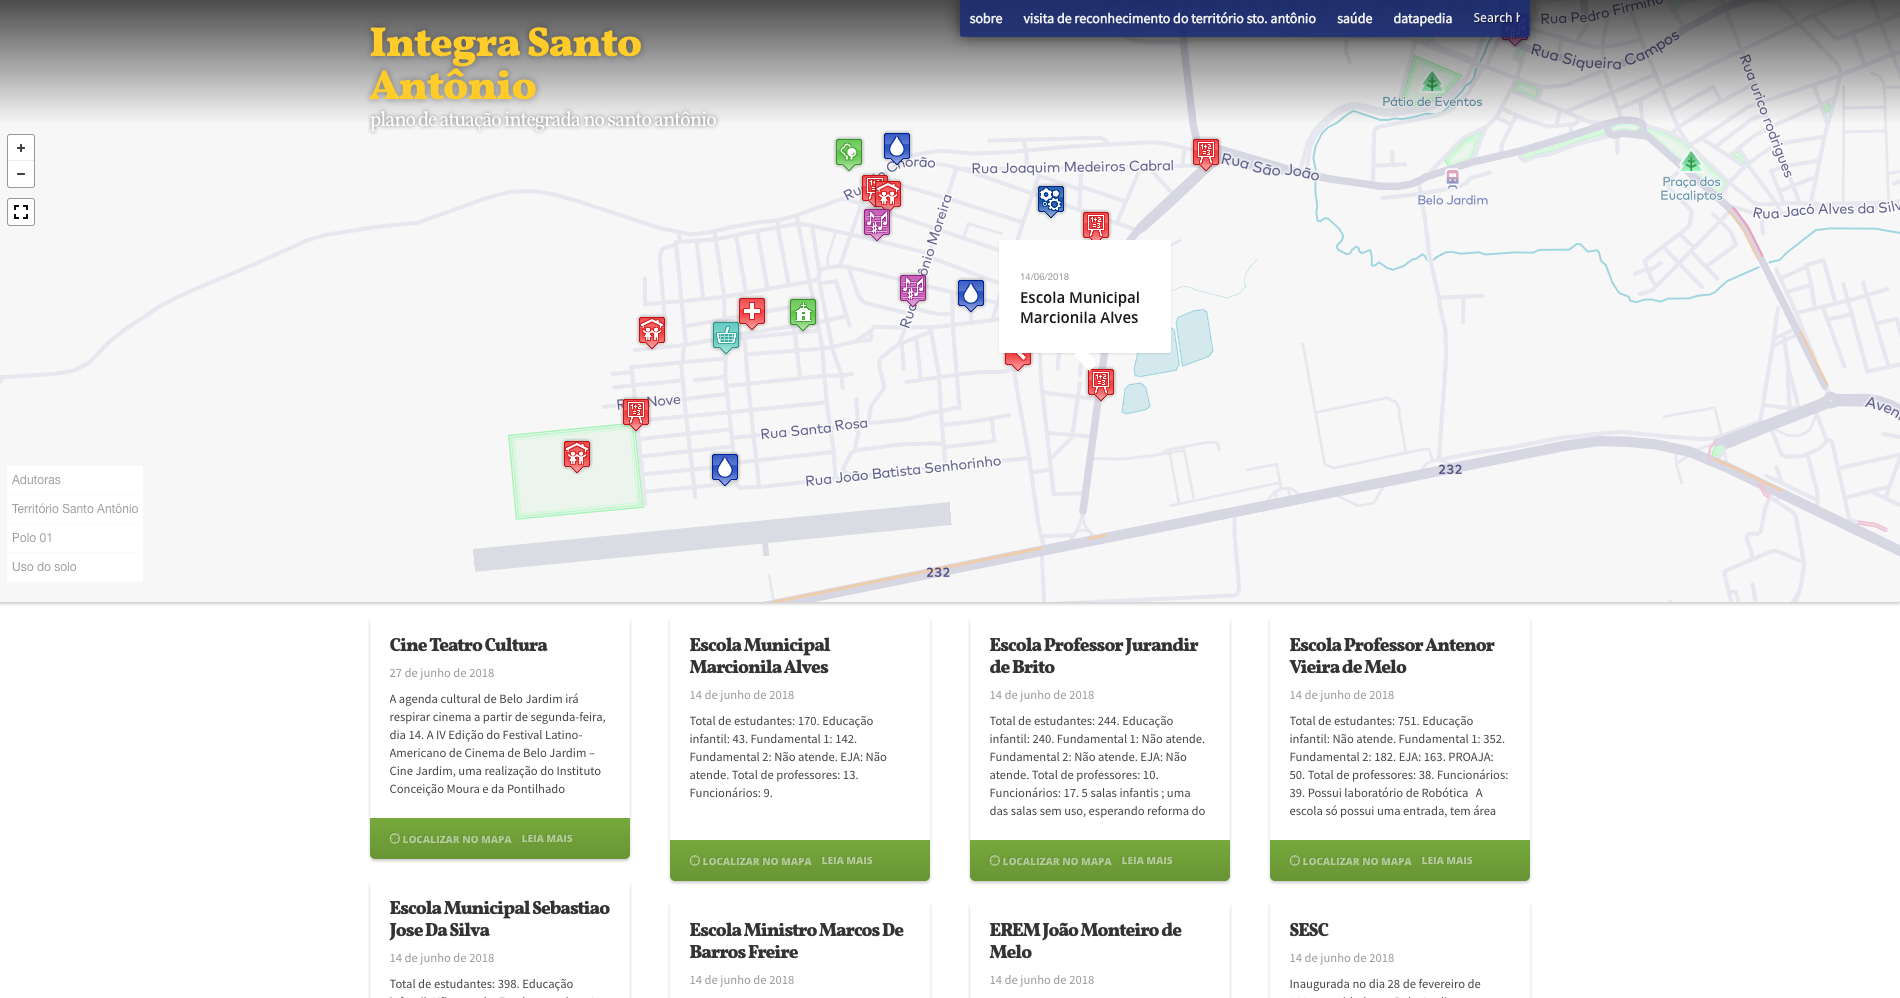 Integra Santo
Antônio
plano de atuação integrada no santo antônio
sobre
visita de reconhecimento do território sto. antônio
saúde
datapedia
Search
Rua Pedro Firmino
Rua Siqueira Campos
Rua urico rodrigues
Pátio de Eventos
+
−
Chorão
Rua Joaquim Medeiros Cabral
Rua São João
Belo Jardim
Praça dos
Eucaliptos
Rua Jacó Alves da Silv
14/06/2018
Escola Municipal
Marcionila Alves
Nove
Rua Santa Rosa
Rua João Batista Senhorinho
232
232
Adutoras
Território Santo Antônio
Polo 01
Uso do solo
Cine Teatro Cultura
27 de junho de 2018
A agenda cultural de Belo Jardim irá
respirar cinema a partir de segunda-feira,
dia 14. A IV Edição do Festival Latino-
Americano de Cinema de Belo Jardim –
Cine Jardim, uma realização do Instituto
Conceição Moura e da Pontilhado
LOCALIZAR NO MAPA LEIA MAIS
Escola Municipal
Marcionila Alves
14 de junho de 2018
Total de estudantes: 170. Educação
infantil: 43. Fundamental 1: 142.
Fundamental 2: Não atende. EJA: Não
atende. Total de professores: 13.
Funcionários: 9.
LOCALIZAR NO MAPA LEIA MAIS
Escola Professor Jurandir
de Brito
14 de junho de 2018
Total de estudantes: 244. Educação
infantil: 240. Fundamental 1: Não atende.
Fundamental 2: Não atende. EJA: Não
atende. Total de professores: 10.
Funcionários: 17. 5 salas infantis ; uma
das salas sem uso, esperando reforma do
LOCALIZAR NO MAPA LEIA MAIS
Escola Professor Antenor
Vieira de Melo
14 de junho de 2018
Total de estudantes: 751. Educação
infantil: Não atende. Fundamental 1: 352.
Fundamental 2: 182. EJA: 163. PROAJA:
50. Total de professores: 38. Funcionários:
39. Possui laboratório de Robótica   A
escola só possui uma entrada, tem área
LOCALIZAR NO MAPA LEIA MAIS
Escola Municipal Sebastiao
Jose Da Silva
14 de junho de 2018
Total de estudantes: 398. Educação
Escola Ministro Marcos De
Barros Freire
14 de junho de 2018
EREM João Monteiro de
Melo
14 de junho de 2018
SESC
14 de junho de 2018
Inaugurada no dia 28 de fevereiro de